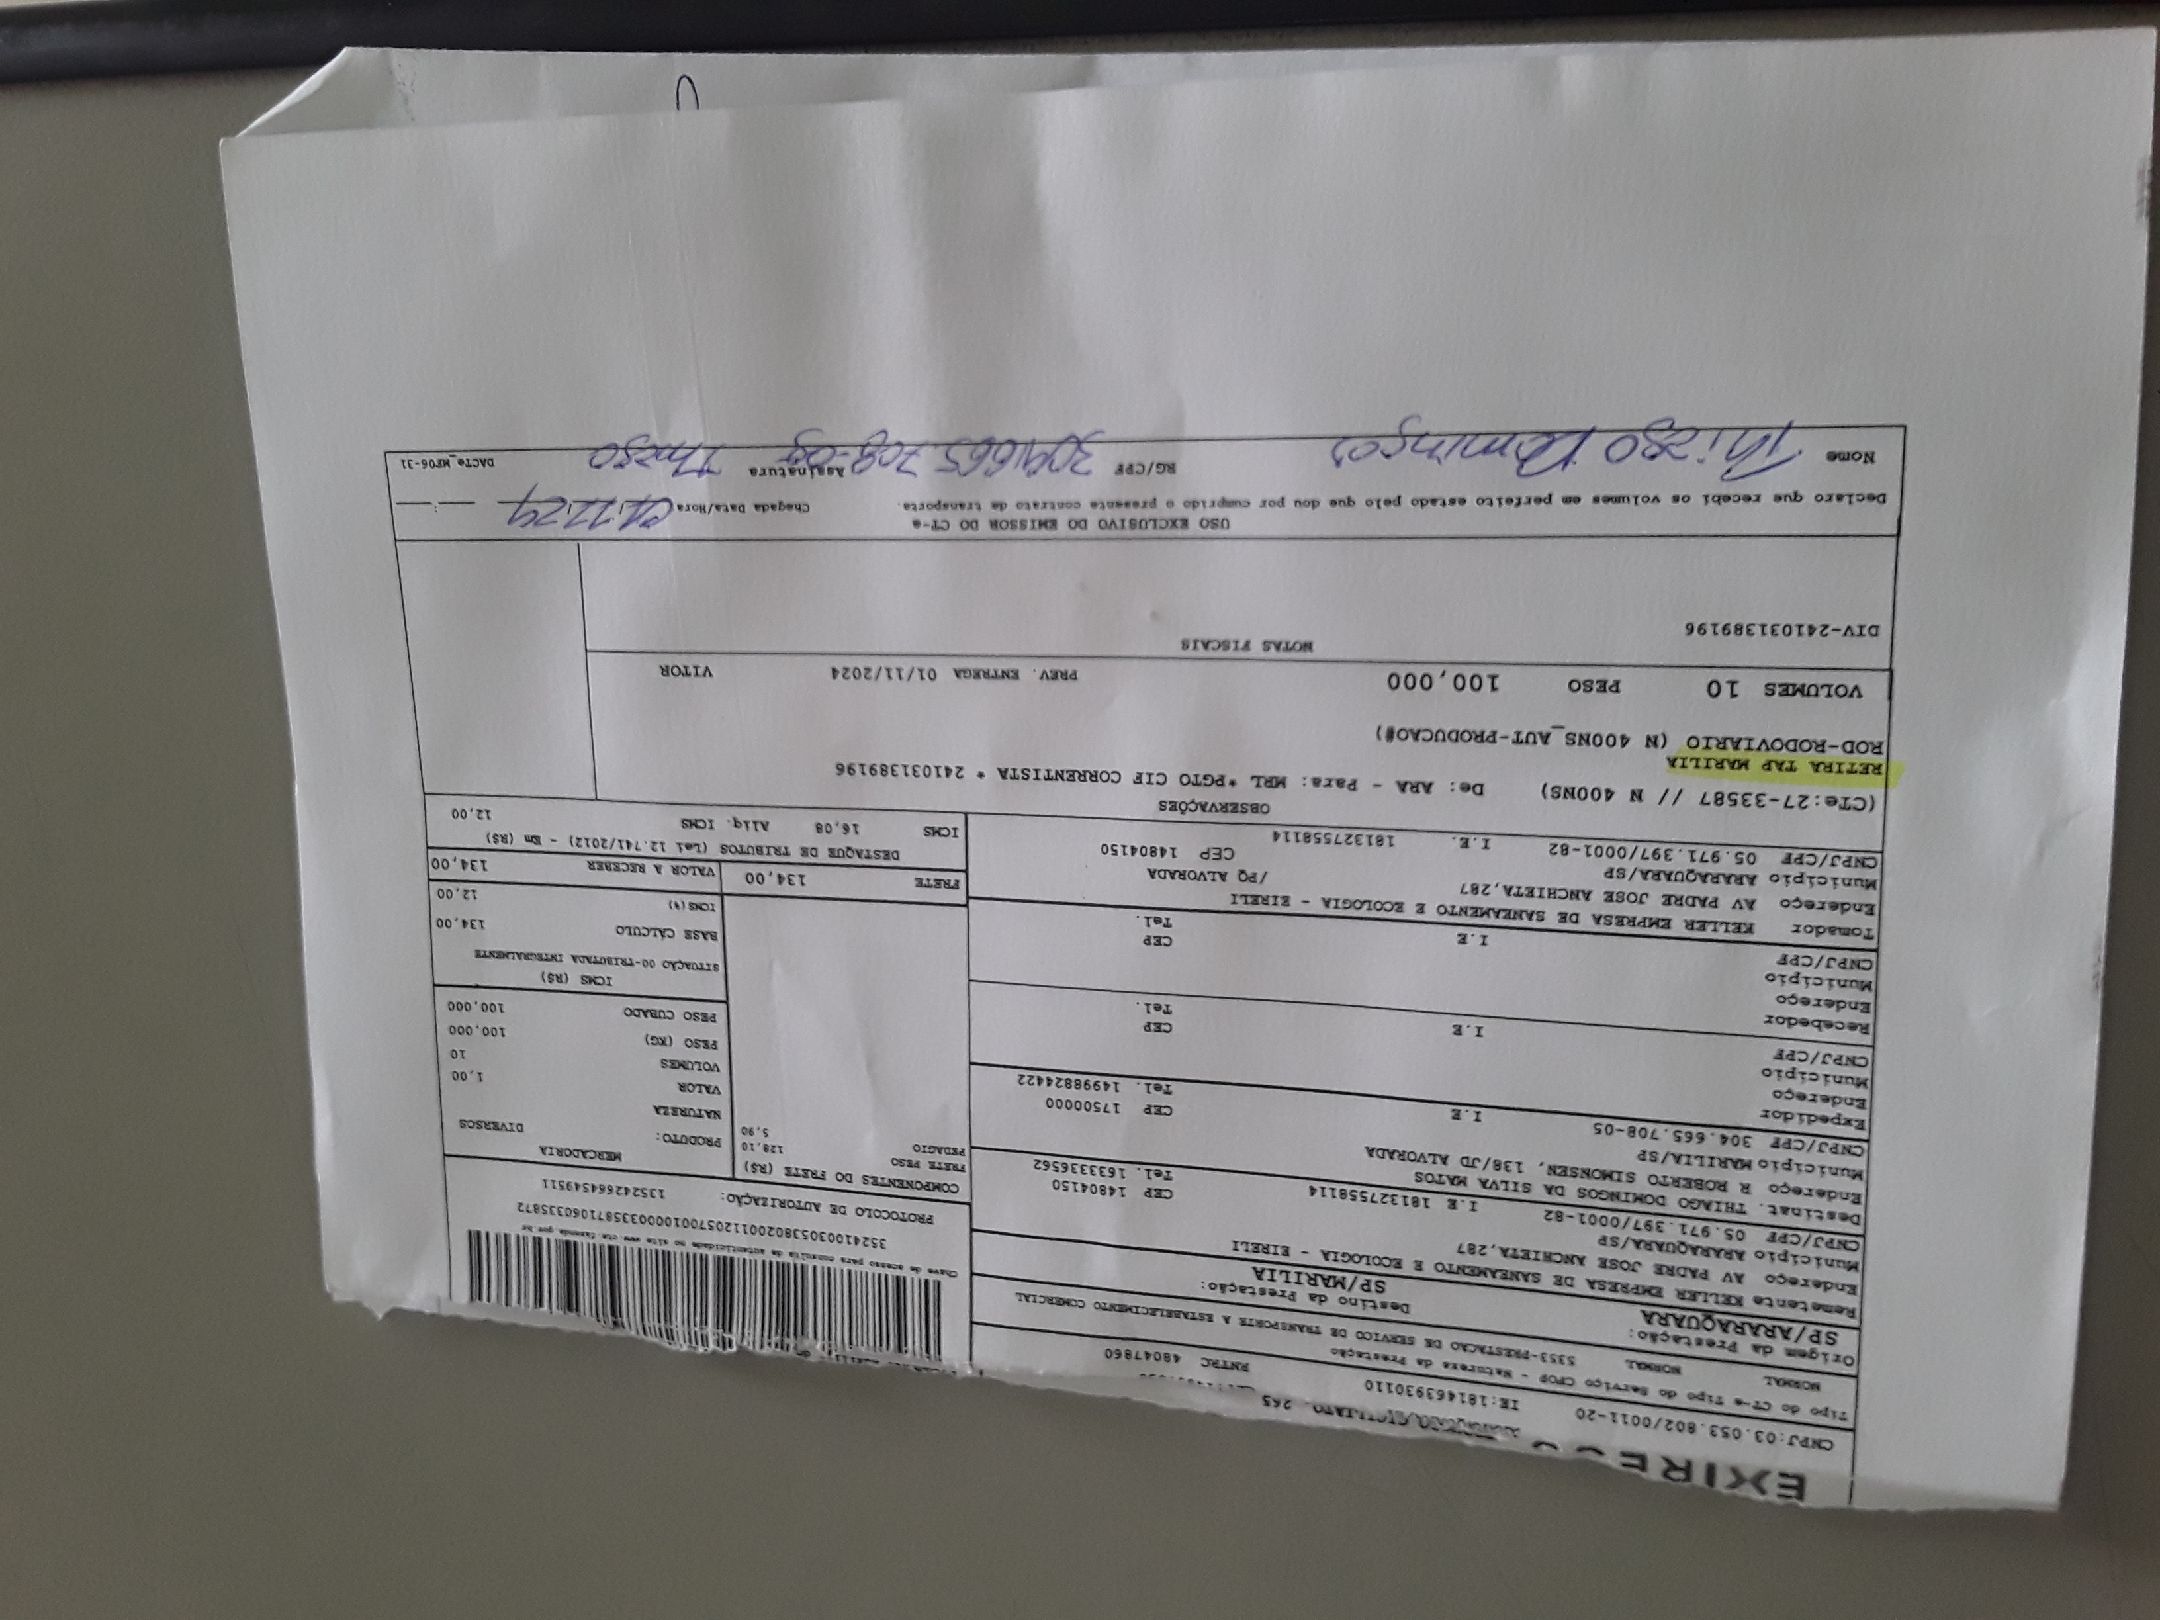 EXPRE
CNPJ:03.053.802/0011-20 IE:181463930110 RNTRC 48047860
Tipo do CT-e Tipo do Serviço CFOP - Natureza da Prestação
NORMAL NORMAL 5353-PRESTACAO DE SERVICO DE TRANSPORTE A ESTABELECIMENTO COMERCIAL
Origem da Prestação: Destino da Prestação:
SP/ARARAQUARA SP/MARILIA
Remetente KELLER EMPRESA DE SANEAMENTO E ECOLOGIA - EIRELI
Endereço AV PADRE JOSE ANCHIETA,287
Município ARARAQUARA/SP CEP 14804150
CNPJ/CPF 05.971.397/0001-82 I.E 181327558114 Tel. 163336562
Destinat. THIAGO DOMINGOS DA SILVA MATOS
Endereço R ROBERTO SIMONSEN, 138/JD ALVORADA
Município MARILIA/SP CEP 17500000
CNPJ/CPF 304.665.708-05 I.E Tel. 14998824422
Expedidor
Endereço
Município CEP
CNPJ/CPF I.E Tel.
Recebedor
Endereço
Município CEP
CNPJ/CPF I.E Tel.
Tomador KELLER EMPRESA DE SANEAMENTO E ECOLOGIA - EIRELI
Endereço AV PADRE JOSE ANCHIETA,287 /PQ ALVORADA
Município ARARAQUARA/SP CEP 14804150
CNPJ/CPF 05.971.397/0001-82 I.E. 181327558114
Chave de acesso para consulta de autenticidade no site www.cte.fazenda.gov.br
35241003053802001120570010000335871060335872
PROTOCOLO DE AUTORIZAÇÃO: 135242664549511
COMPONENTES DO FRETE (R$)
FRETE PESO 128,10
PEDAGIO 5,90
MERCADORIA
PRODUTO: DIVERSOS
NATUREZA
VALOR 1,00
VOLUMES 10
PESO (KG) 100,000
PESO CUBADO 100,000
ICMS (R$)
SITUAÇÃO 00-TRIBUTADA INTEGRALMENTE
BASE CÁLCULO 134,00
ICMS(%) 12,00
FRETE 134,00 VALOR A RECEBER 134,00
DESTAQUE DE TRIBUTOS (Lei 12.741/2012) - Em (R$)
ICMS 16,08 Aliq. ICMS 12,00
OBSERVAÇÕES
(CTe:27-33587 // N 400NS) De: ARA - Para: MRL *PGTO CIF CORRENTISTA * 241031389196
RETIRA TAP MARILIA
ROD-RODOVIARIO (N 400NS_AUT-PRODUCAO#)
VOLUMES 10 PESO 100,000 PREV. ENTREGA 01/11/2024 VITOR
NOTAS FISCAIS
DIV-241031389196
USO EXCLUSIVO DO EMISSOR DO CT-e
Declaro que recebi os volumes em perfeito estado pelo que dou por cumprido o presente contrato de transporte. Chegada Data/Hora 01,11,24
Nome Thiago Domingos RG/CPF Assinatura Thiago DACTe_MF06-31